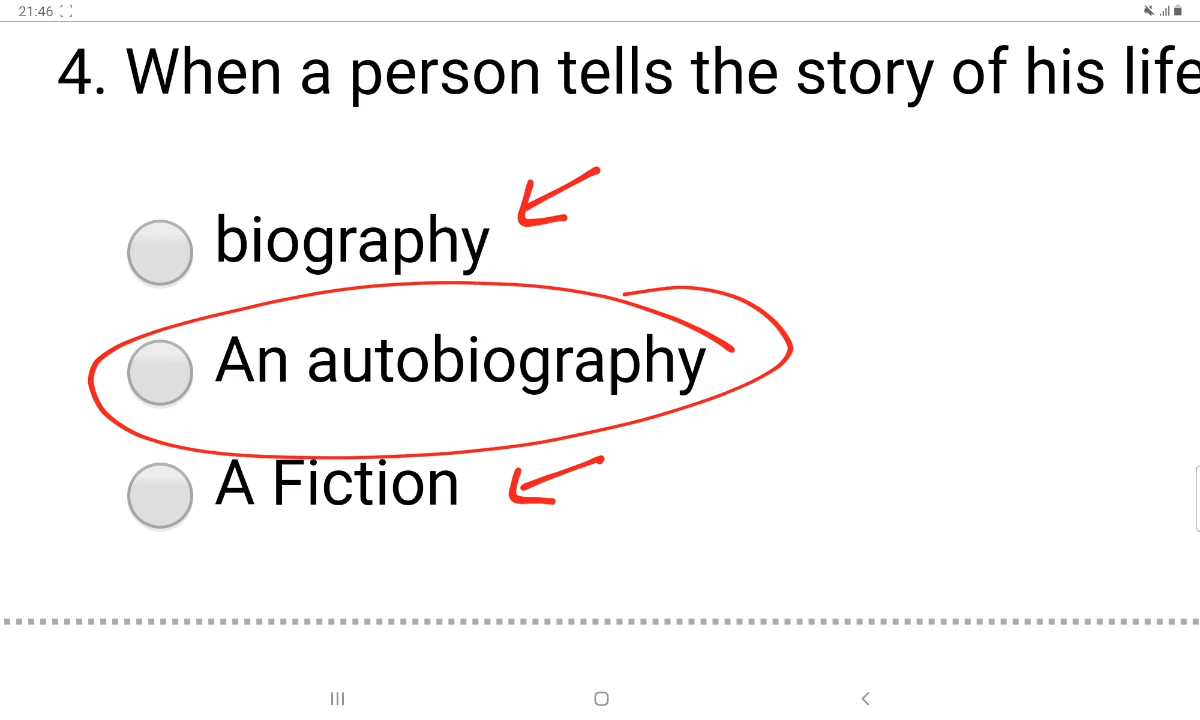 21:46
4. When a person tells the story of his life
biography
An autobiography
A Fiction